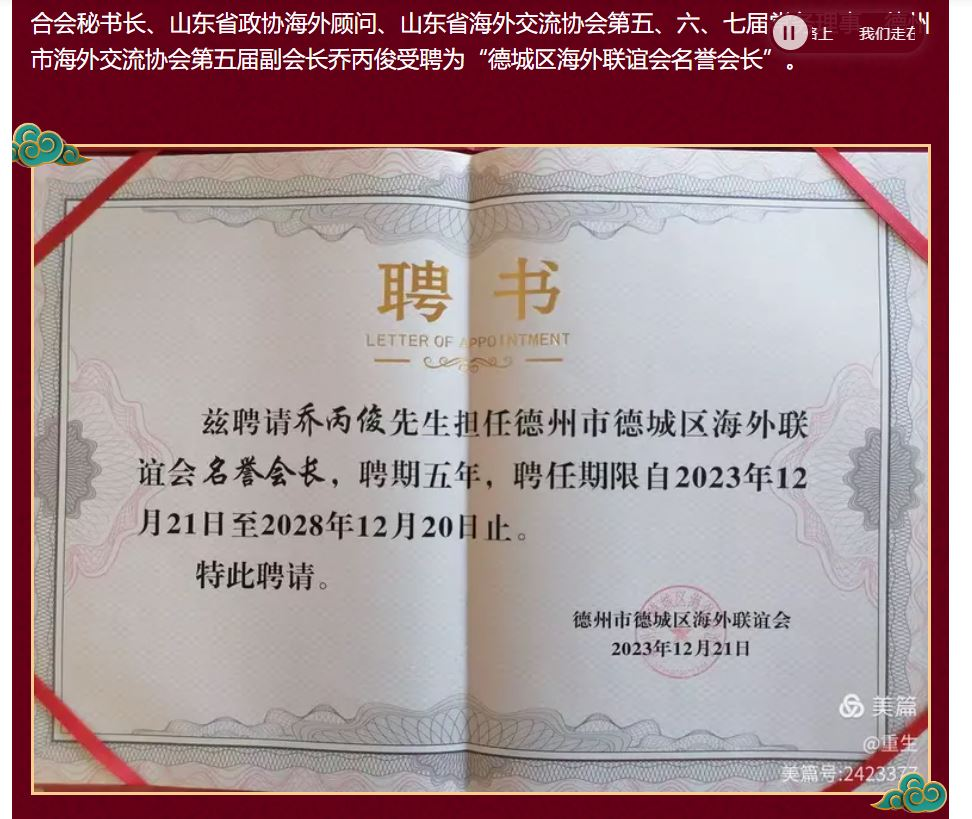 合会秘书长、山东省政协海外顾问、山东省海外交流协会第五、六、七届常务理事、德州
上 我们走在
市海外交流协会第五届副会长乔丙俊受聘为“德城区海外联谊会名誉会长”。
聘书
LETTER OF APPOINTMENT
兹聘请乔丙俊先生担任德州市德城区海外联
谊会名誉会长，聘期五年，聘任期限自2023年12
月21日至2028年12月20日止。
特此聘请。
德州市德城区海外联谊会
2023年12月21日
美篇
@重生
美篇号:2423377